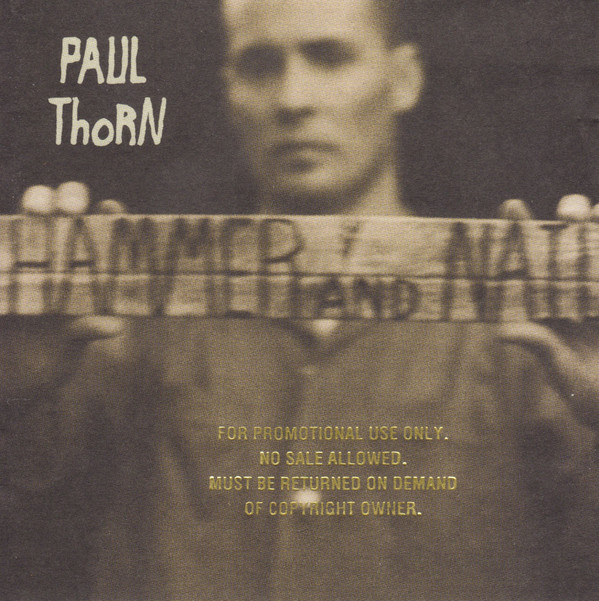 PAUL
ThoRN
HAMMER NAIL
AND
FOR PROMOTIONAL USE ONLY.
NO SALE ALLOWED.
MUST BE RETURNED ON DEMAND
OF COPYRIGHT OWNER.